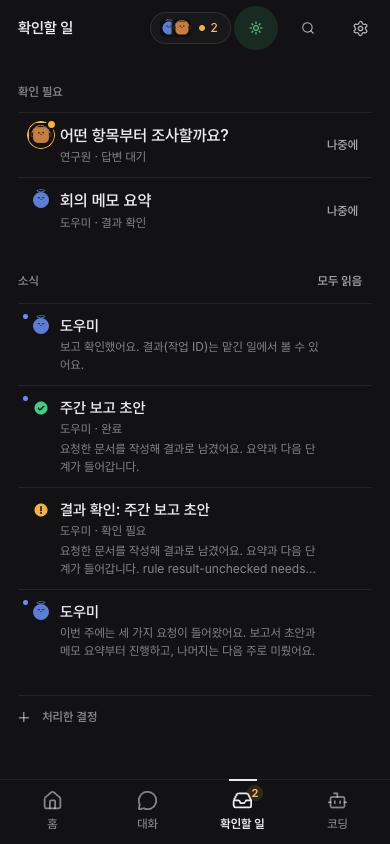 확인할 일
2
확인 필요
어떤 항목부터 조사할까요?
연구원 · 답변 대기
나중에
회의 메모 요약
도우미 · 결과 확인
나중에
소식
모두 읽음
도우미
보고 확인했어요. 결과(작업 ID)는 맡긴 일에서 볼 수 있
어요.
주간 보고 초안
도우미 · 완료
요청한 문서를 작성해 결과로 남겼어요. 요약과 다음 단
계가 들어갑니다.
결과 확인: 주간 보고 초안
도우미 · 확인 필요
요청한 문서를 작성해 결과로 남겼어요. 요약과 다음 단
계가 들어갑니다. rule result-unchecked needs...
도우미
이번 주에는 세 가지 요청이 들어왔어요. 보고서 초안과
메모 요약부터 진행하고, 나머지는 다음 주로 미뤘어요.
처리한 결정
2
홈
대화
확인할 일
코딩